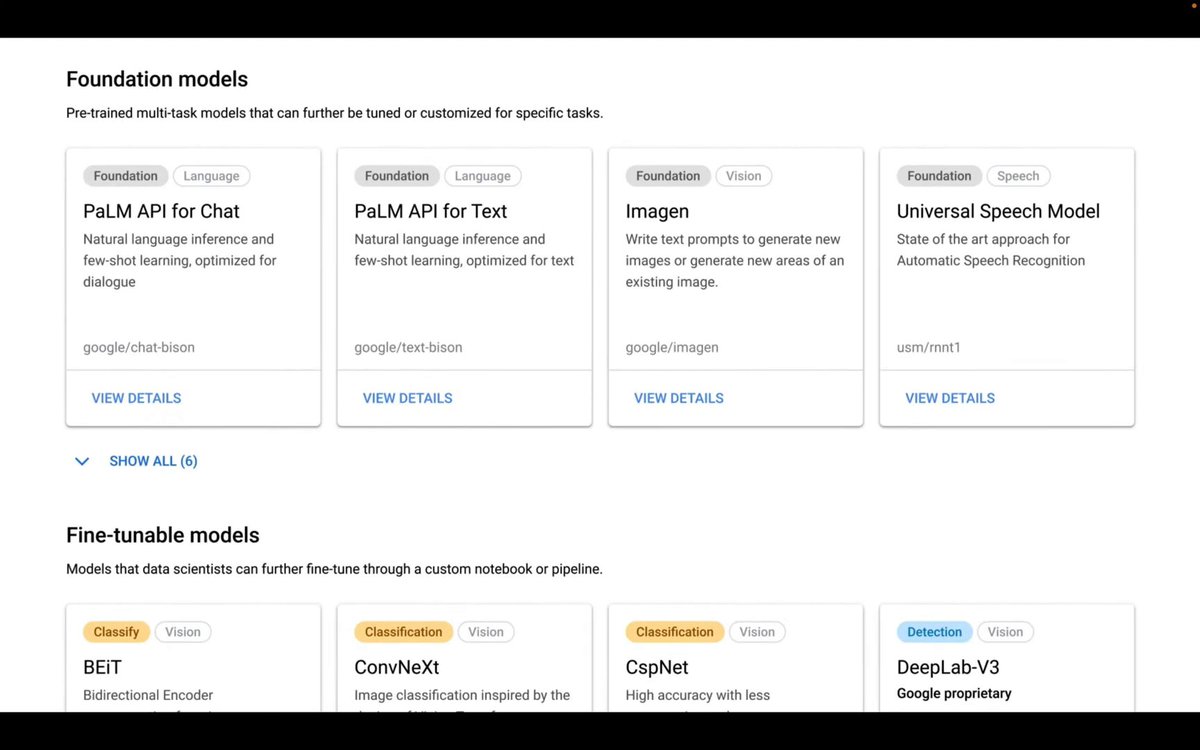 Foundation models
Pre-trained multi-task models that can further be tuned or customized for specific tasks.
Foundation Language
PaLM API for Chat
Natural language inference and
few-shot learning, optimized for
dialogue
google/chat-bison
VIEW DETAILS
Foundation Language
PaLM API for Text
Natural language inference and
few-shot learning, optimized for text
google/text-bison
VIEW DETAILS
Foundation Vision
Imagen
Write text prompts to generate new
images or generate new areas of an
existing image.
google/imagen
VIEW DETAILS
Foundation Speech
Universal Speech Model
State of the art approach for
Automatic Speech Recognition
usm/rnnt1
VIEW DETAILS
SHOW ALL (6)
Fine-tunable models
Models that data scientists can further fine-tune through a custom notebook or pipeline.
Classify Vision
BEiT
Bidirectional Encoder
Classification Vision
ConvNeXt
Image classification inspired by the
Classification Vision
CspNet
High accuracy with less
Detection Vision
DeepLab-V3
Google proprietary